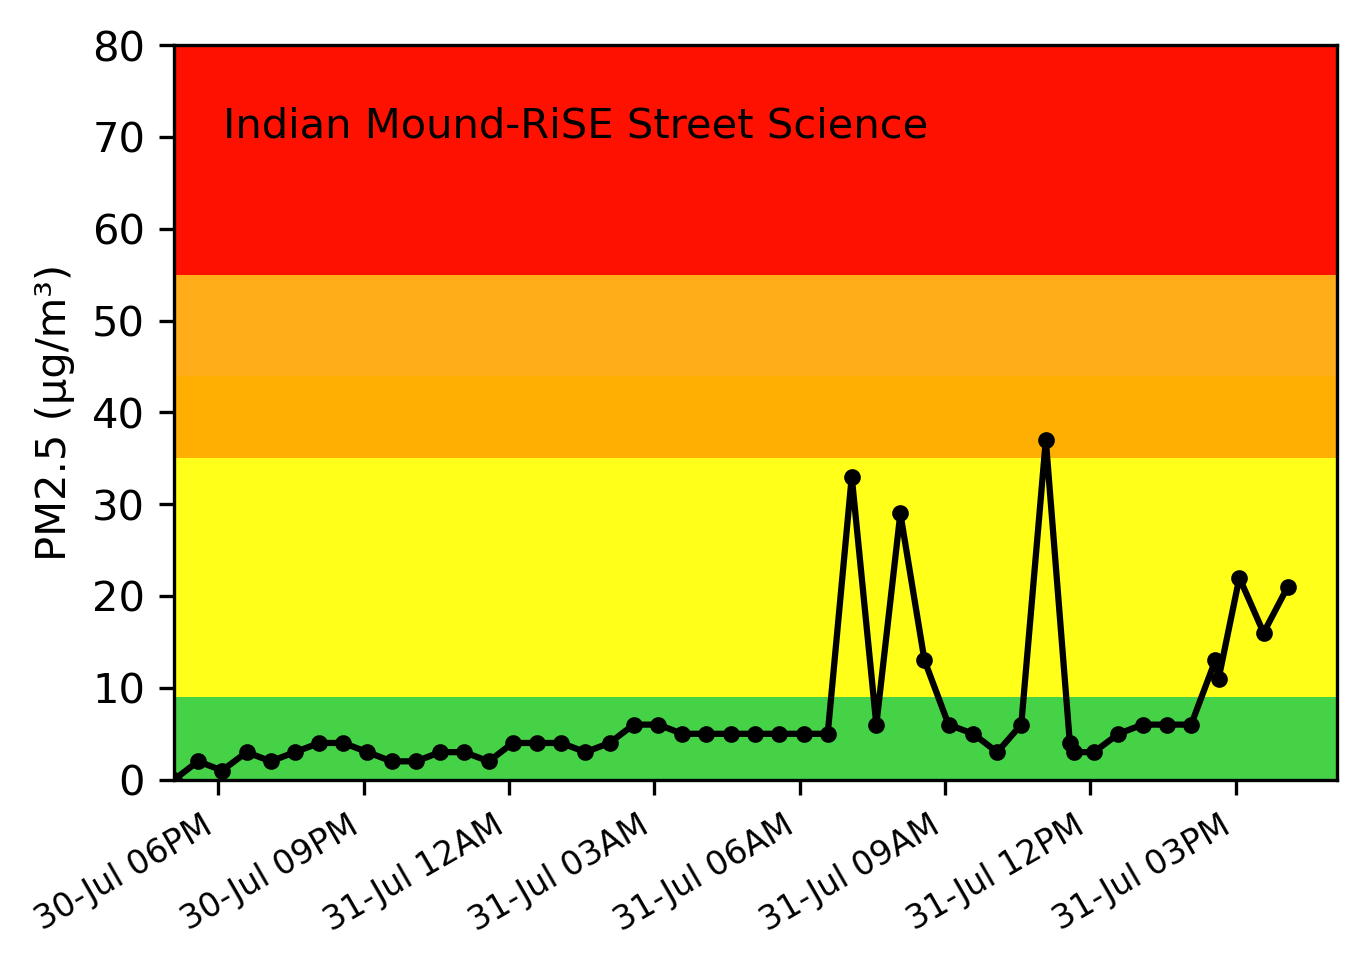 80
Indian Mound-RiSE Street Science
70
60
50
40
30
20
10
0
PM2.5 (µg/m³)
30-Jul 06PM
30-Jul 09PM
31-Jul 12AM
31-Jul 03AM
31-Jul 06AM
31-Jul 09AM
31-Jul 12PM
31-Jul 03PM